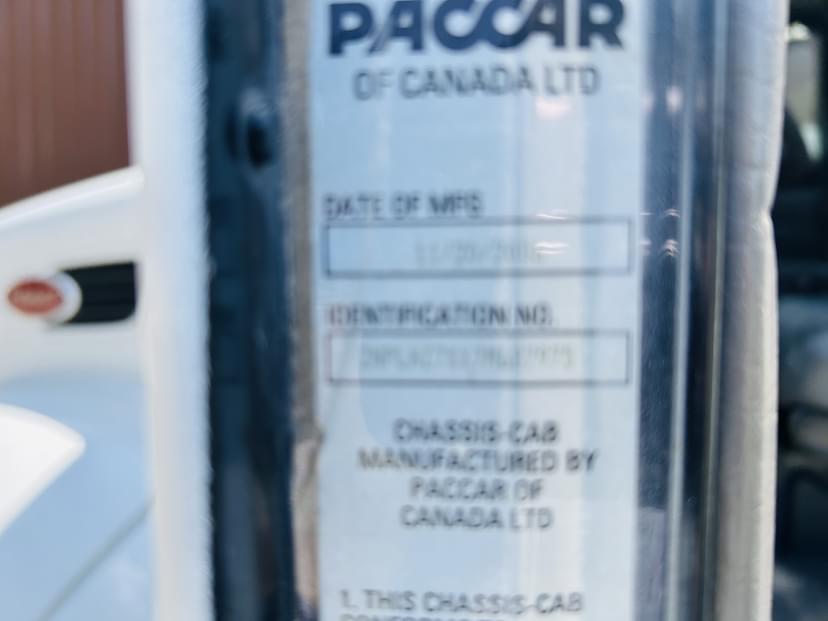 PACCAR
OF CANADA LTD
DATE OF MFG
IDENTIFICATION NO.
CHASSIS-CAB
MANUFACTURED BY
PACCAR OF
CANADA LTD
1. THIS CHASSIS-CAB